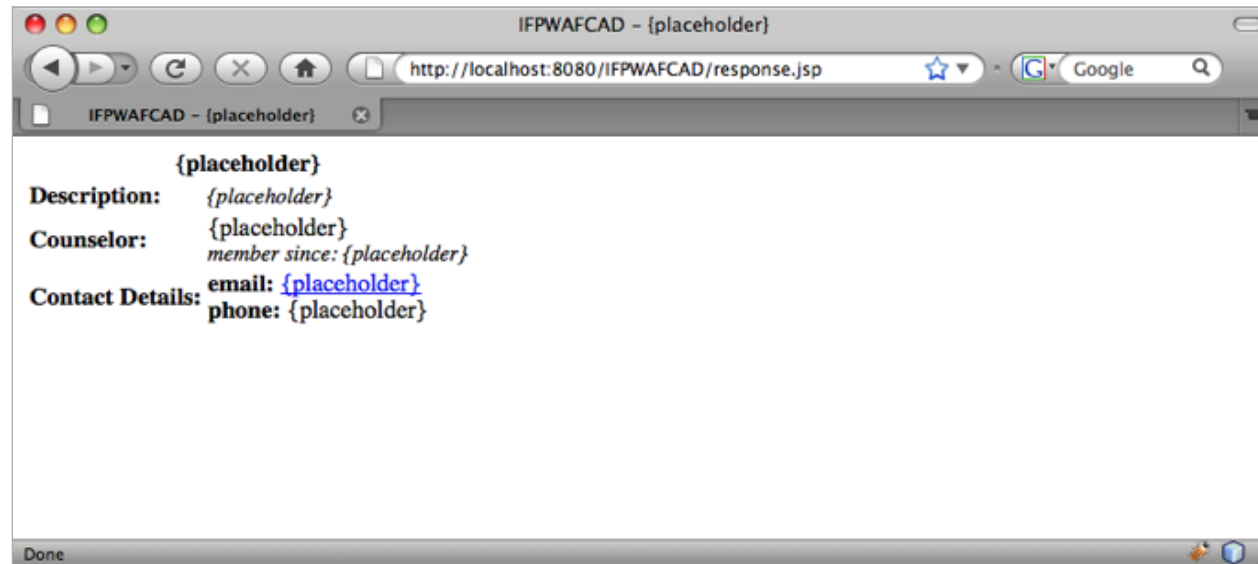 IFPWAFCAD – {placeholder}
http://localhost:8080/IFPWAFCAD/response.jsp
G Google
IFPWAFCAD – {placeholder}
{placeholder}
Description: {placeholder}
Counselor: {placeholder}
member since: {placeholder}
Contact Details: email: {placeholder}
phone: {placeholder}
Done